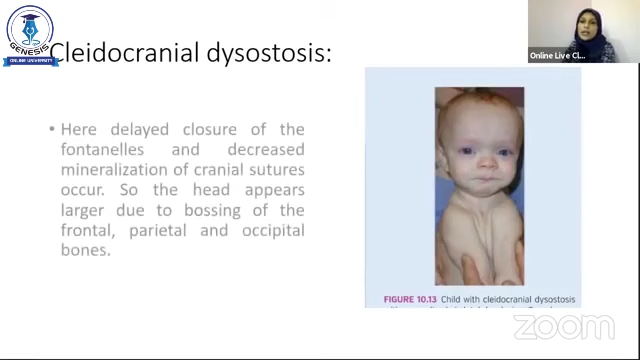 GENESIS
ONLINE UNIVERSITY
Cleidocranial dysostosis:
Online Live Cl...
• Here delayed closure of the
fontanelles and decreased
mineralization of cranial sutures
occur. So the head appears
larger due to bossing of the
frontal, parietal and occipital
bones.
FIGURE 10.13 Child with cleidocranial dysostosis
zoom